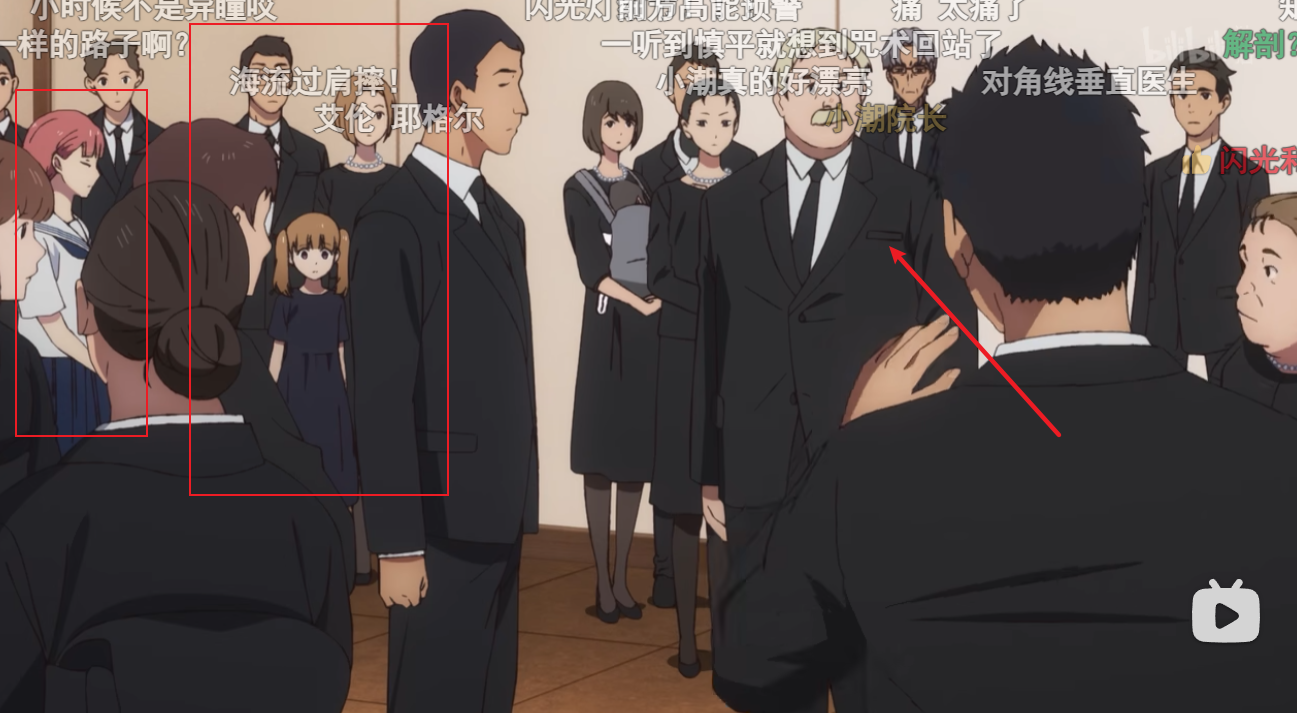 小时候不是异瞳哎
闪光灯前方高能预警
痛 太痛了
一样的路子啊？
一听到慎平就想到咒术回站了
解剖？
海流过肩摔！
小潮真的好漂亮
对角线垂直医生
艾伦·耶格尔
小潮院长
闪光